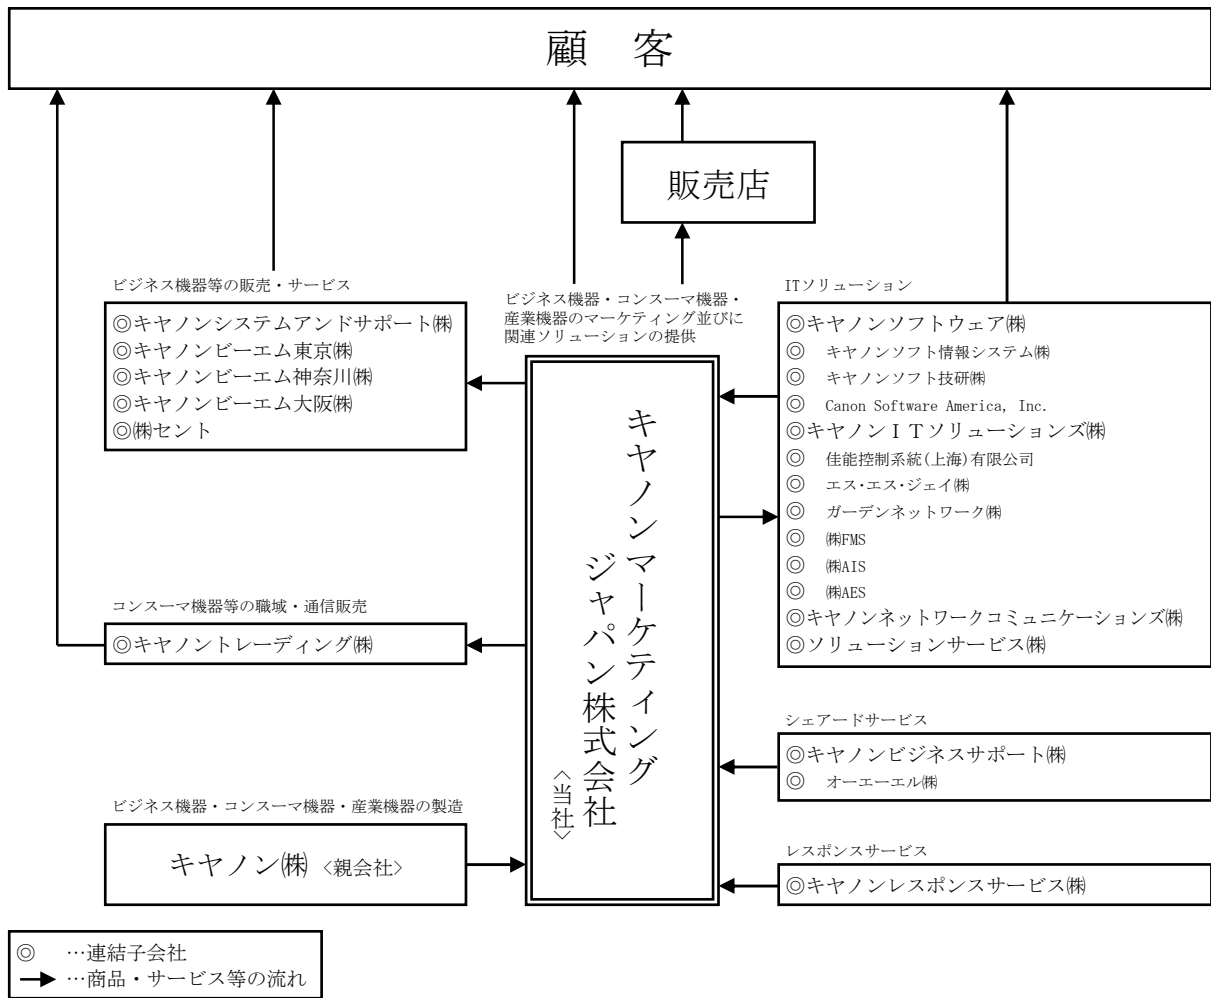 顧　客
販売店
ビジネス機器等の販売・サービス
◎キヤノンシステムアンドサポート㈱
◎キヤノンビーエム東京㈱
◎キヤノンビーエム神奈川㈱
◎キヤノンビーエム大阪㈱
◎㈱セント
コンスーマ機器等の職域・通信販売
◎キヤノントレーディング㈱
ビジネス機器・コンスーマ機器・産業機器の製造
キヤノン㈱ 〈親会社〉
ビジネス機器・コンスーマ機器・
産業機器のマーケティング並びに
関連ソリューションの提供
キヤノンマーケティング
ジャパン株式会社
〈当社〉
ITソリューション
◎キヤノンソフトウェア㈱
◎　キヤノンソフト情報システム㈱
◎　キヤノンソフト技研㈱
◎　Canon Software America, Inc.
◎キヤノンＩＴソリューションズ㈱
◎　佳能控制系統(上海)有限公司
◎　エス・エス・ジェイ㈱
◎　ガーデンネットワーク㈱
◎　㈱FMS
◎　㈱AIS
◎　㈱AES
◎キヤノンネットワークコミュニケーションズ㈱
◎ソリューションサービス㈱
シェアードサービス
◎キヤノンビジネスサポート㈱
◎　オーエーエル㈱
レスポンスサービス
◎キヤノンレスポンスサービス㈱
◎　…連結子会社
…商品・サービス等の流れ